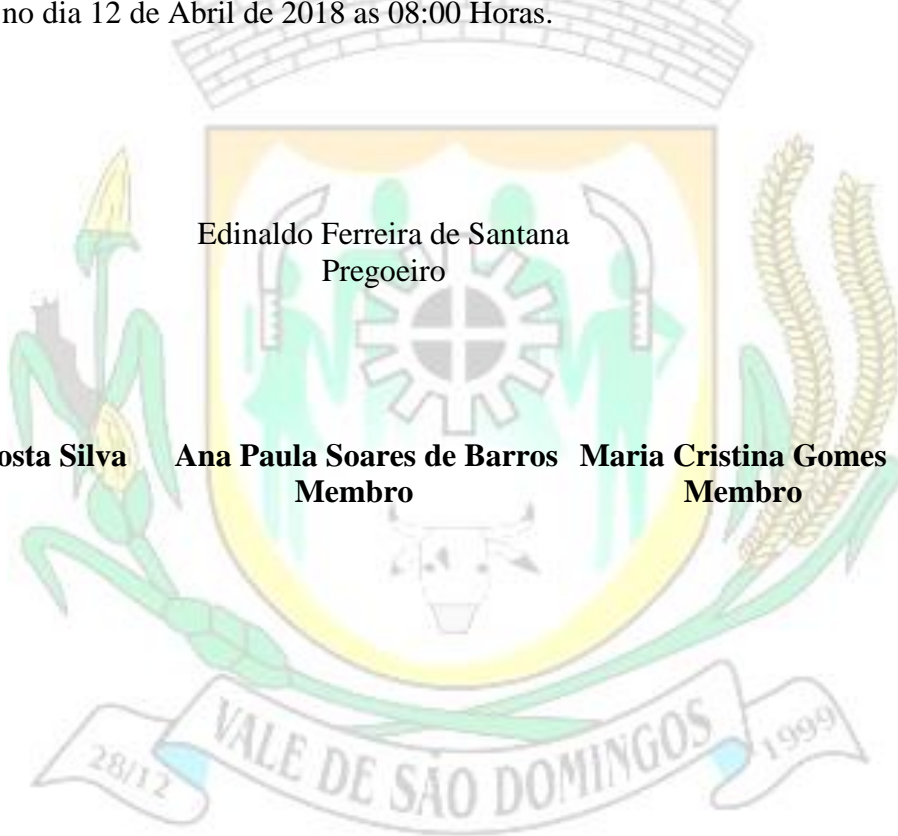 no dia 12 de Abril de 2018 as 08:00 Horas.
Edinaldo Ferreira de Santana
Pregoeiro
Silva Ana Paula Soares de Barros Maria Cristina Gomes
Membro Membro
VALE DE SÃO DOMINGOS
28/12 1999